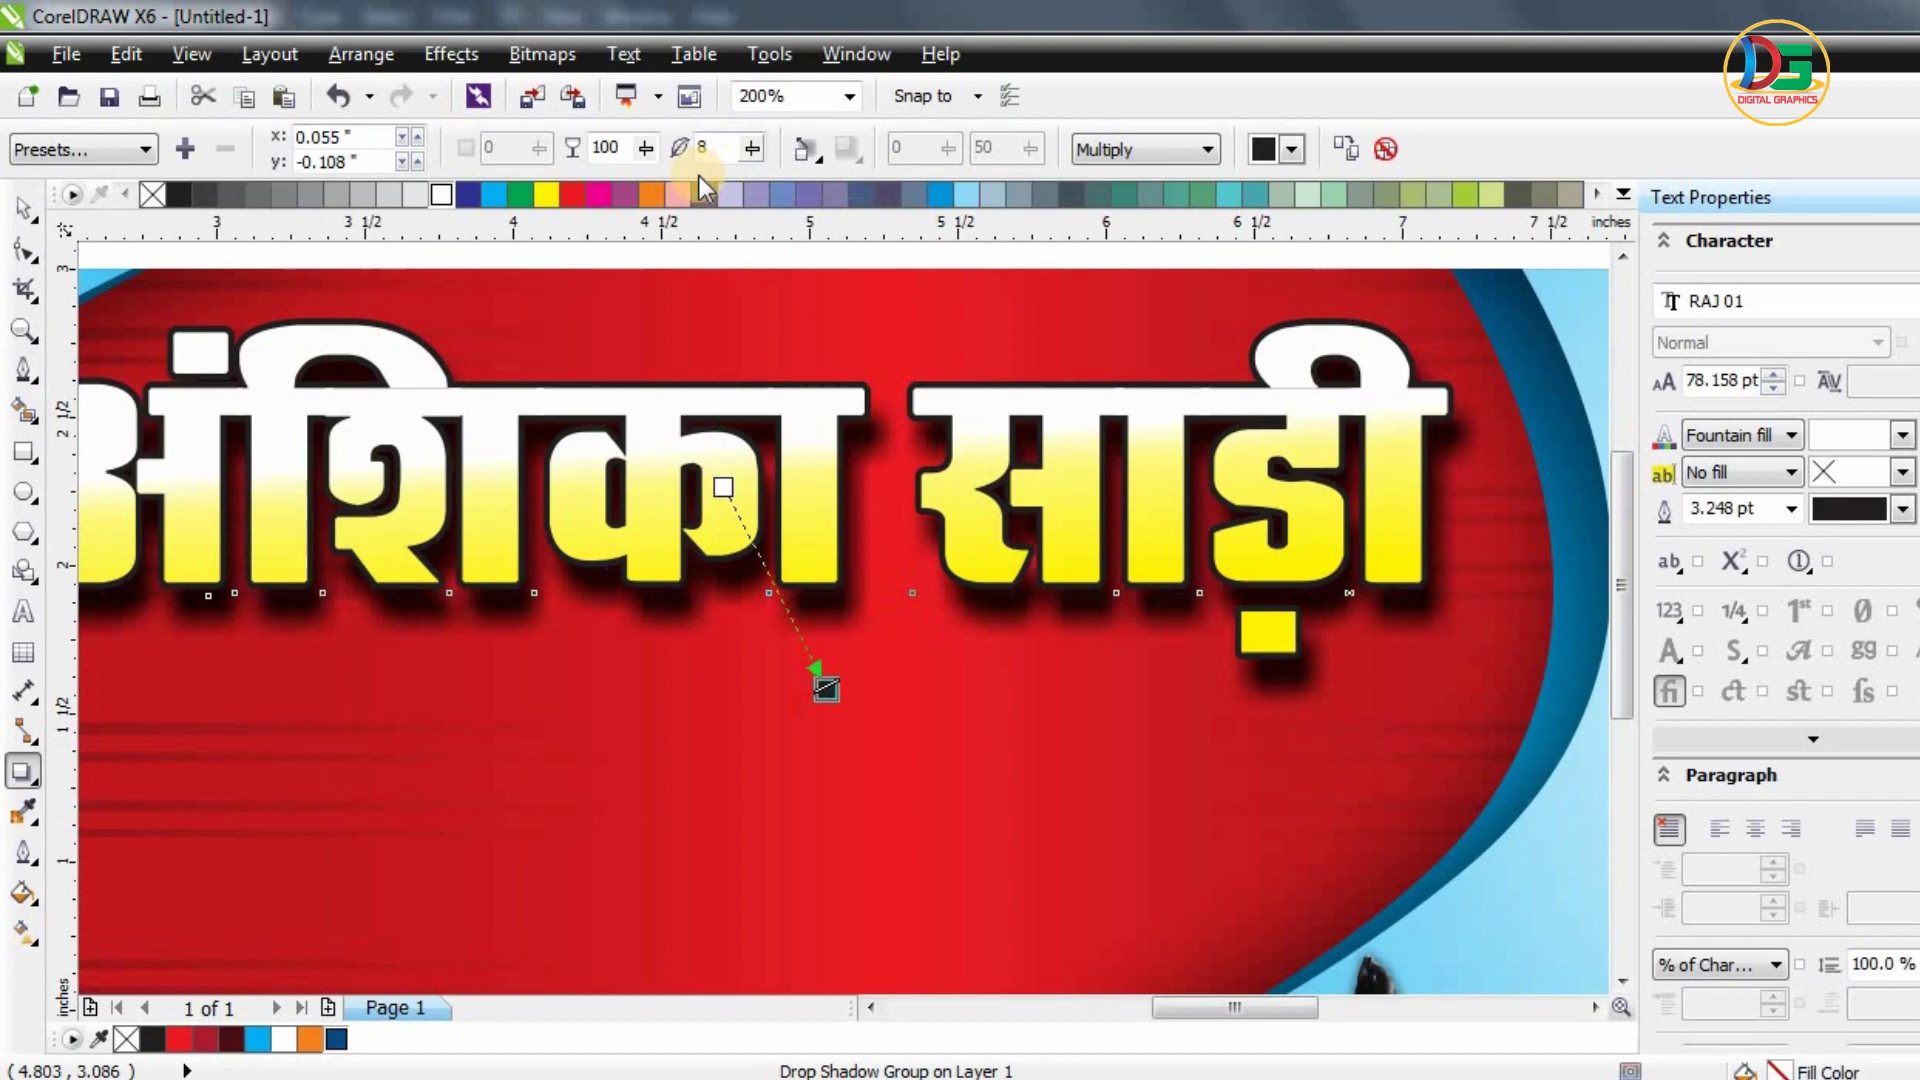 CorelDRAW X6 - [Untitled-1]
File Edit View Layout Arrange Effects Bitmaps Text Table Tools Window Help
DG
DIGITAL GRAPHICS
200% Snap to
Presets... x: 0.055 " y: -0.108 " 0 100 8 0 50 Multiply
Text Properties
3 3 1/2 4 4 1/2 5 5 1/2 6 6 1/2 7 7 1/2 inches
Character
RAJ 01
Normal
78.158 pt
Fountain fill
No fill
3.248 pt
अंशिका साड़ी
Paragraph
% of Char... 100.0 %
inches
1 of 1 Page 1
( 4.803 , 3.086 ) Drop Shadow Group on Layer 1 Fill Color